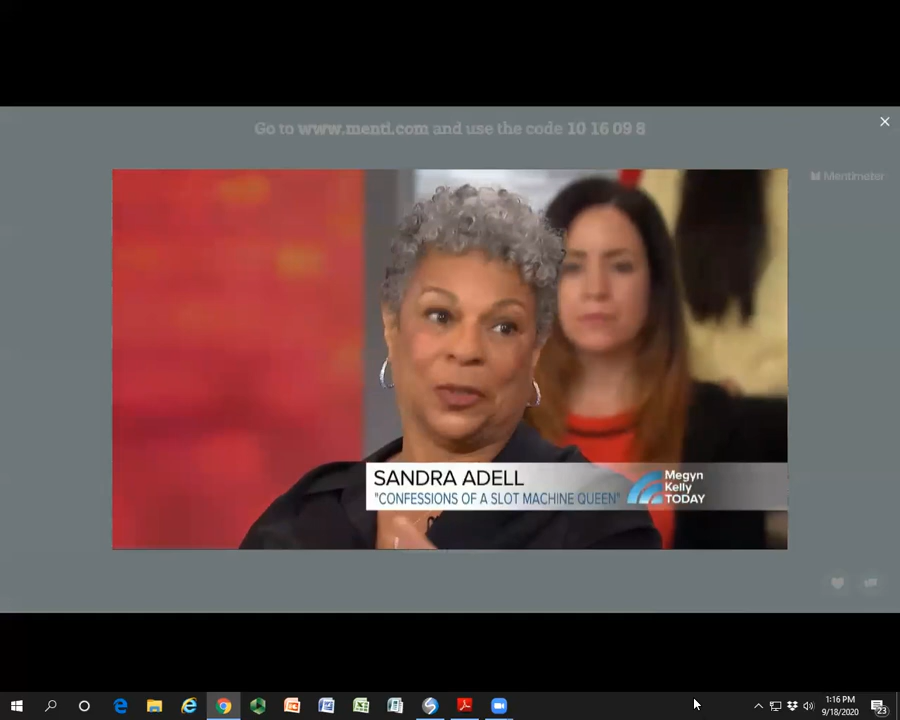 Go to www.menti.com and use the code 10 16 09 8
Mentimeter
SANDRA ADELL
"CONFESSIONS OF A SLOT MACHINE QUEEN"
Megyn
Kelly
TODAY
1:16 PM
9/18/2020
23